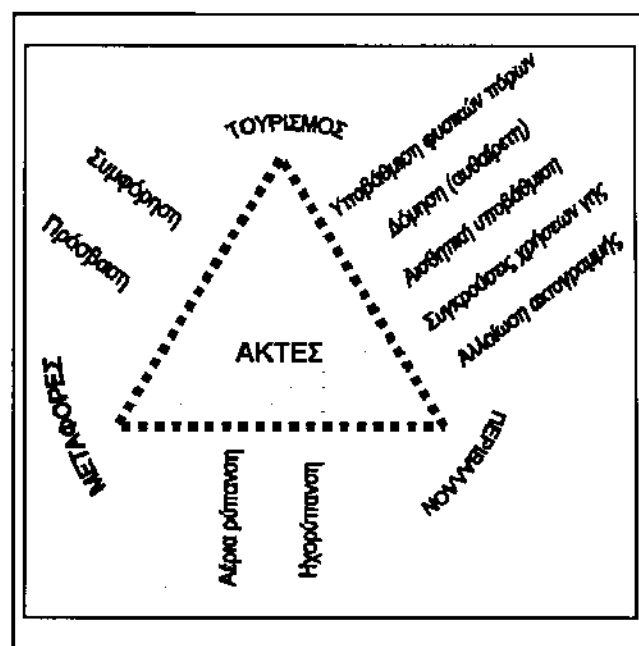 ΤΟΥΡΙΣΜΟΣ
Συμφόρηση
Πρόσβαση
Υποβάθμιση φυσικών πόρων
Δόμηση (αυθαίρετη)
Αισθητική υποβάθμιση
Συγκρούσεις χρήσεων γης
Αλλοίωση ακτογραμμής
ΑΚΤΕΣ
ΜΕΤΑΦΟΡΕΣ
ΠΕΡΙΒΑΛΛΟΝ
Αέρια ρύπανση
Ηχορύπανση